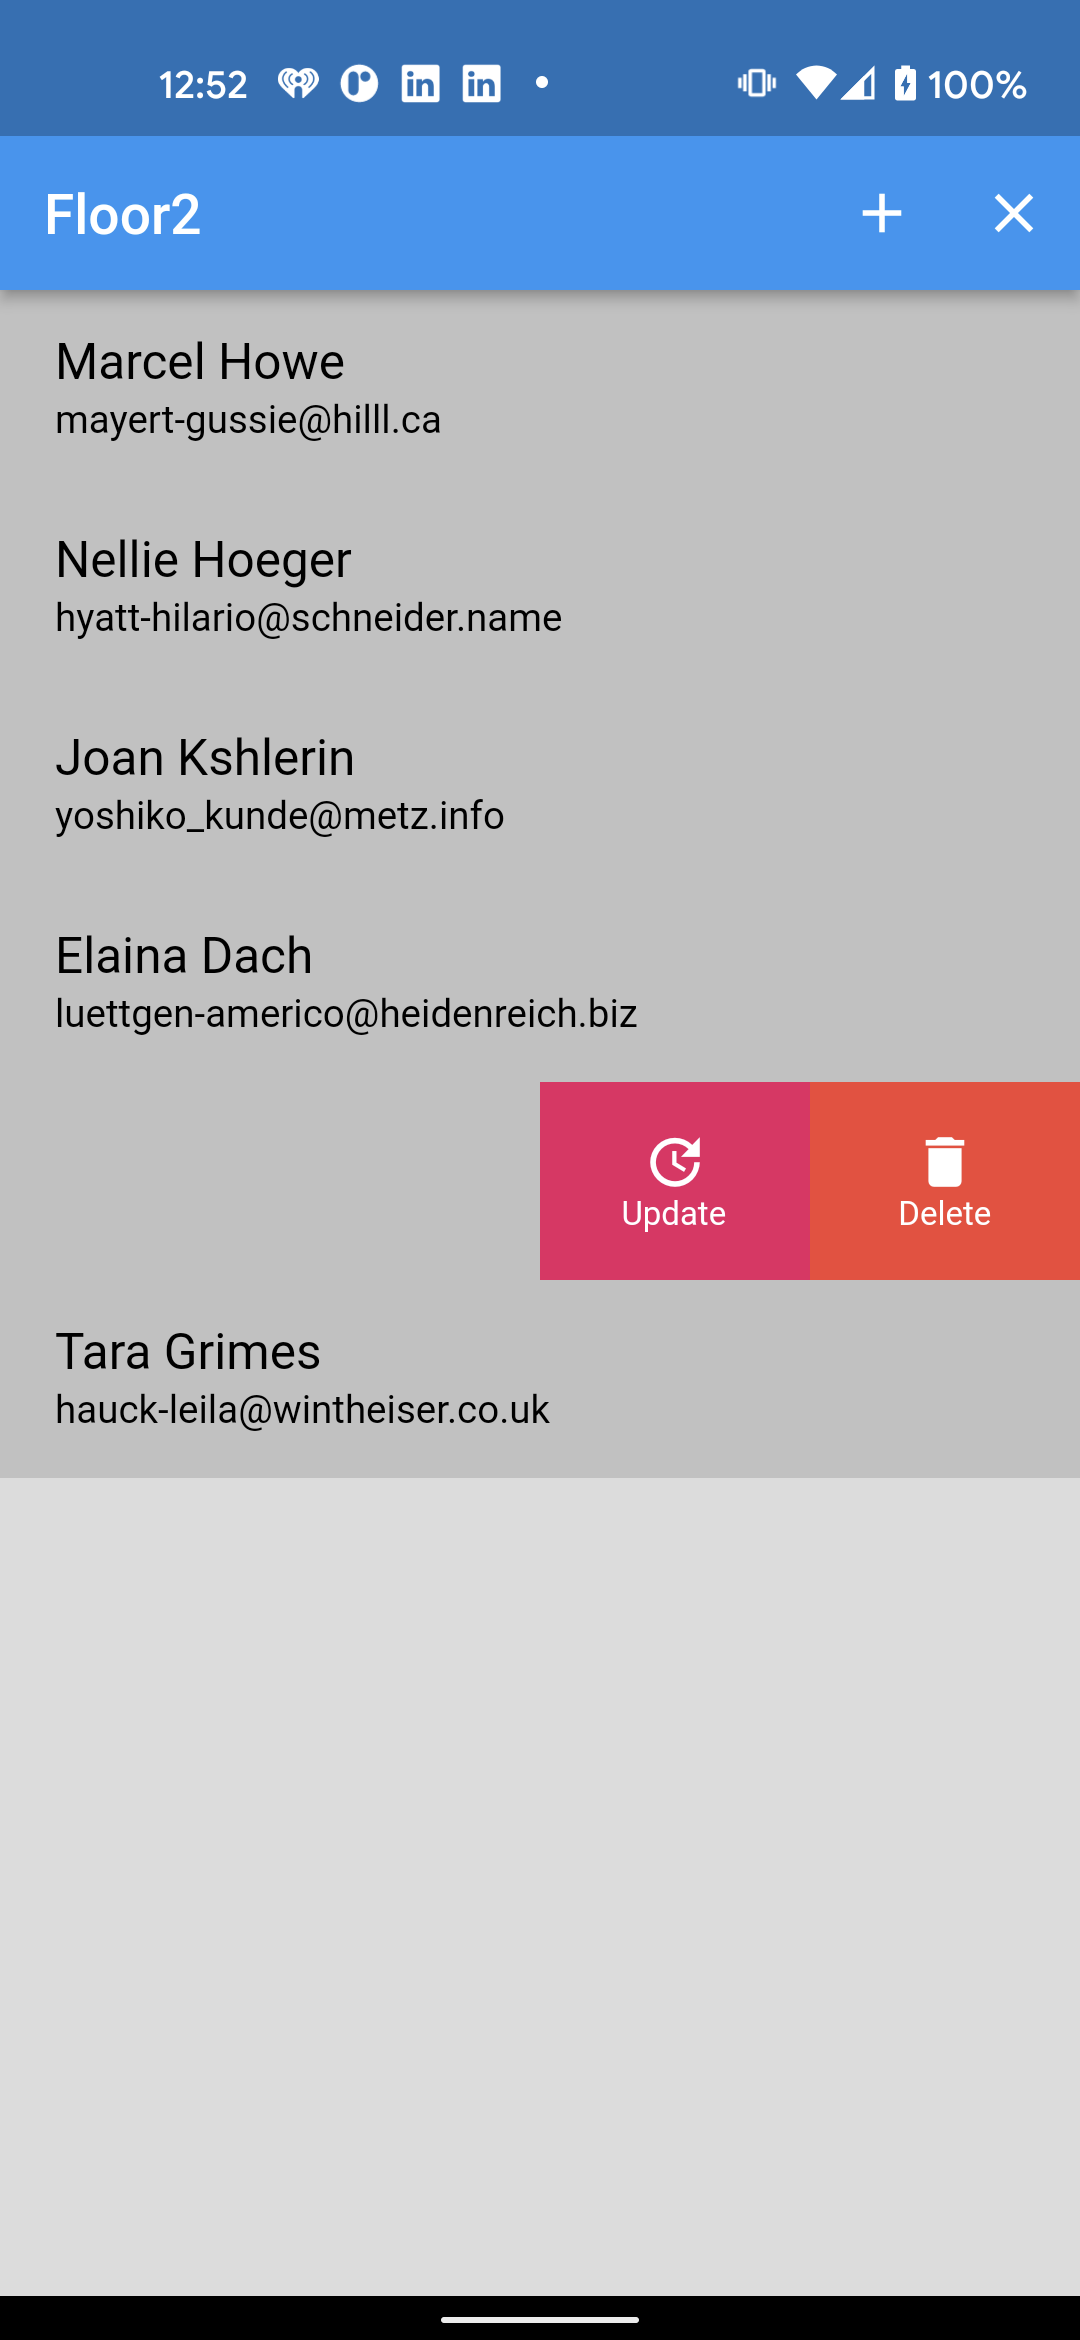 12:52 100%
Floor2
Marcel Howe
mayert-gussie@hilll.ca
Nellie Hoeger
hyatt-hilario@schneider.name
Joan Kshlerin
yoshiko_kunde@metz.info
Elaina Dach
luettgen-americo@heidenreich.biz
Update Delete
Tara Grimes
hauck-leila@wintheiser.co.uk